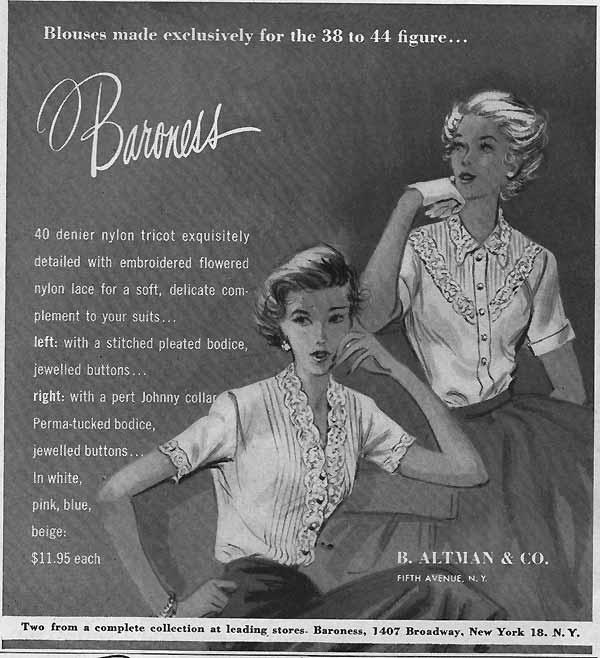 Blouses made exclusively for the 38 to 44 figure...
Baroness
40 denier nylon tricot exquisitely
detailed with embroidered flowered
nylon lace for a soft, delicate com-
plement to your suits...
left: with a stitched pleated bodice,
jewelled buttons...
right: with a pert Johnny collar
Perma-tucked bodice,
jewelled buttons...
In white,
pink, blue,
beige:
$11.95 each
B. ALTMAN & CO.
FIFTH AVENUE, N. Y.
Two from a complete collection at leading stores. Baroness, 1407 Broadway, New York 18. N. Y.